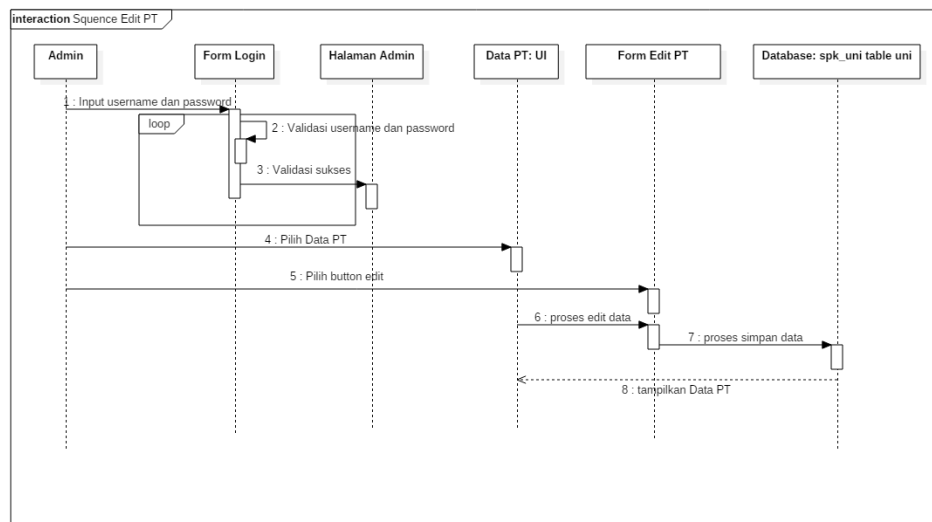 interaction Squence Edit PT
Admin
Form Login
Halaman Admin
Data PT: UI
Form Edit PT
Database: spk_uni table uni
1 : Input username dan password
loop
2 : Validasi username dan password
3 : Validasi sukses
4 : Pilih Data PT
5 : Pilih button edit
6 : proses edit data
7 : proses simpan data
8 : tampilkan Data PT